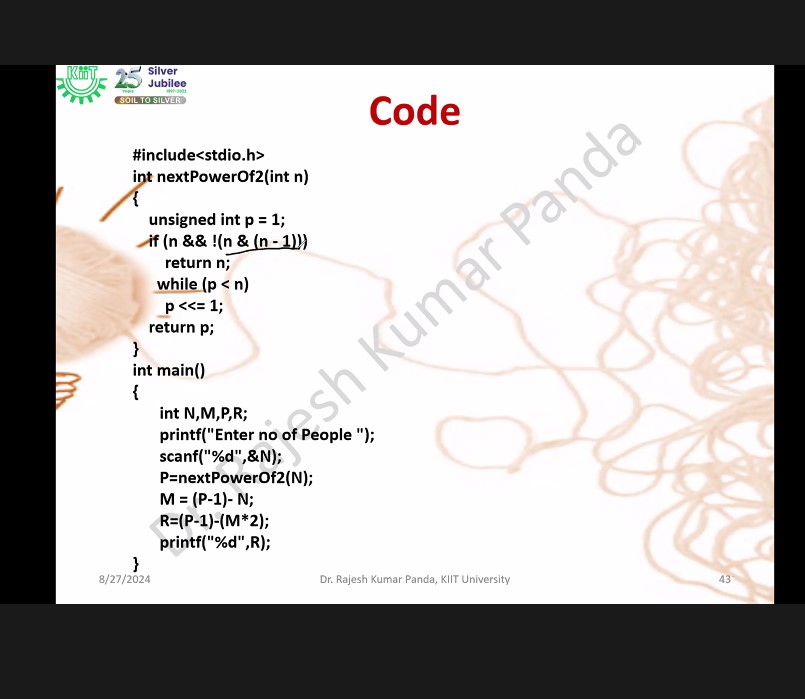 KiiT
25 Silver
Jubilee
YEARS 1997-2022
SOIL TO SILVER
Code
#include<stdio.h>
int nextPowerOf2(int n)
{
unsigned int p = 1;
if (n && !(n & (n - 1)))
return n;
while (p < n)
p <<= 1;
return p;
}
int main()
{
int N,M,P,R;
printf("Enter no of People ");
scanf("%d",&N);
P=nextPowerOf2(N);
M = (P-1)- N;
R=(P-1)-(M*2);
printf("%d",R);
}
Dr. Rajesh Kumar Panda
8/27/2024 Dr. Rajesh Kumar Panda, KIIT University 43